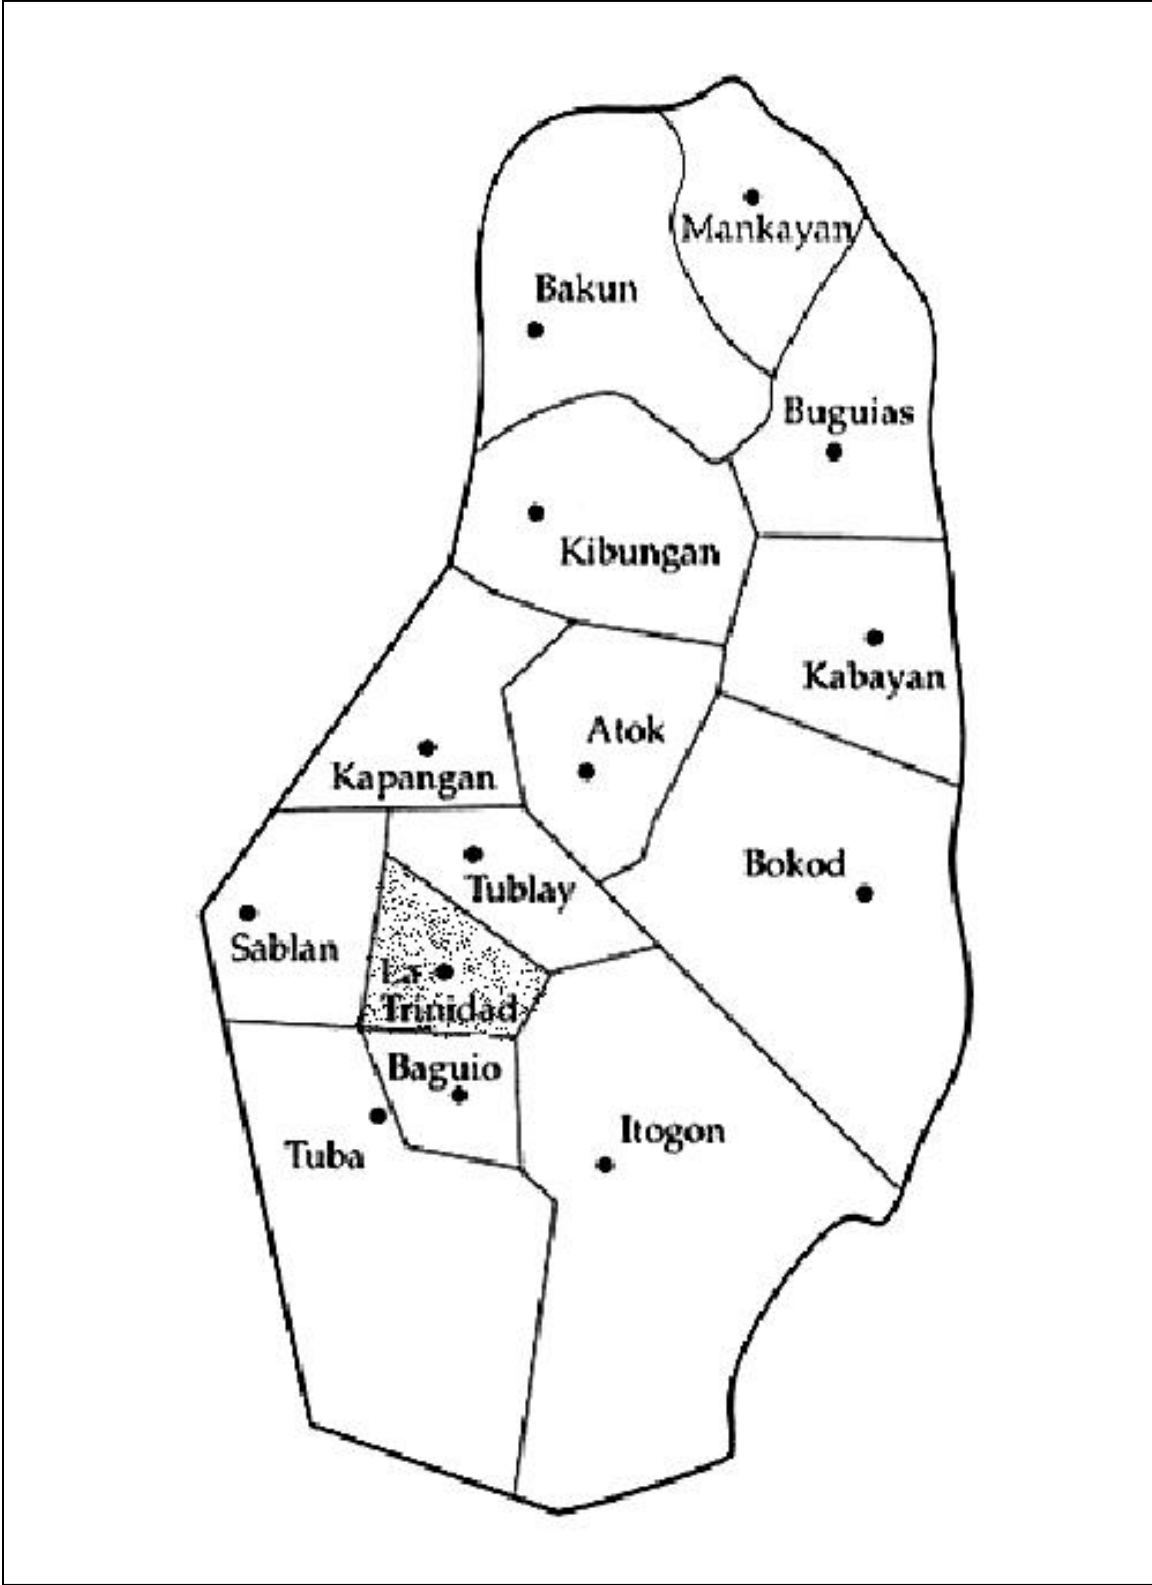 Mankayan
Bakun
Buguias
Kibungan
Kabayan
Atok
Kapangan
Bokod
Tublay
Sablan
La
Trinidad
Baguio
Itogon
Tuba